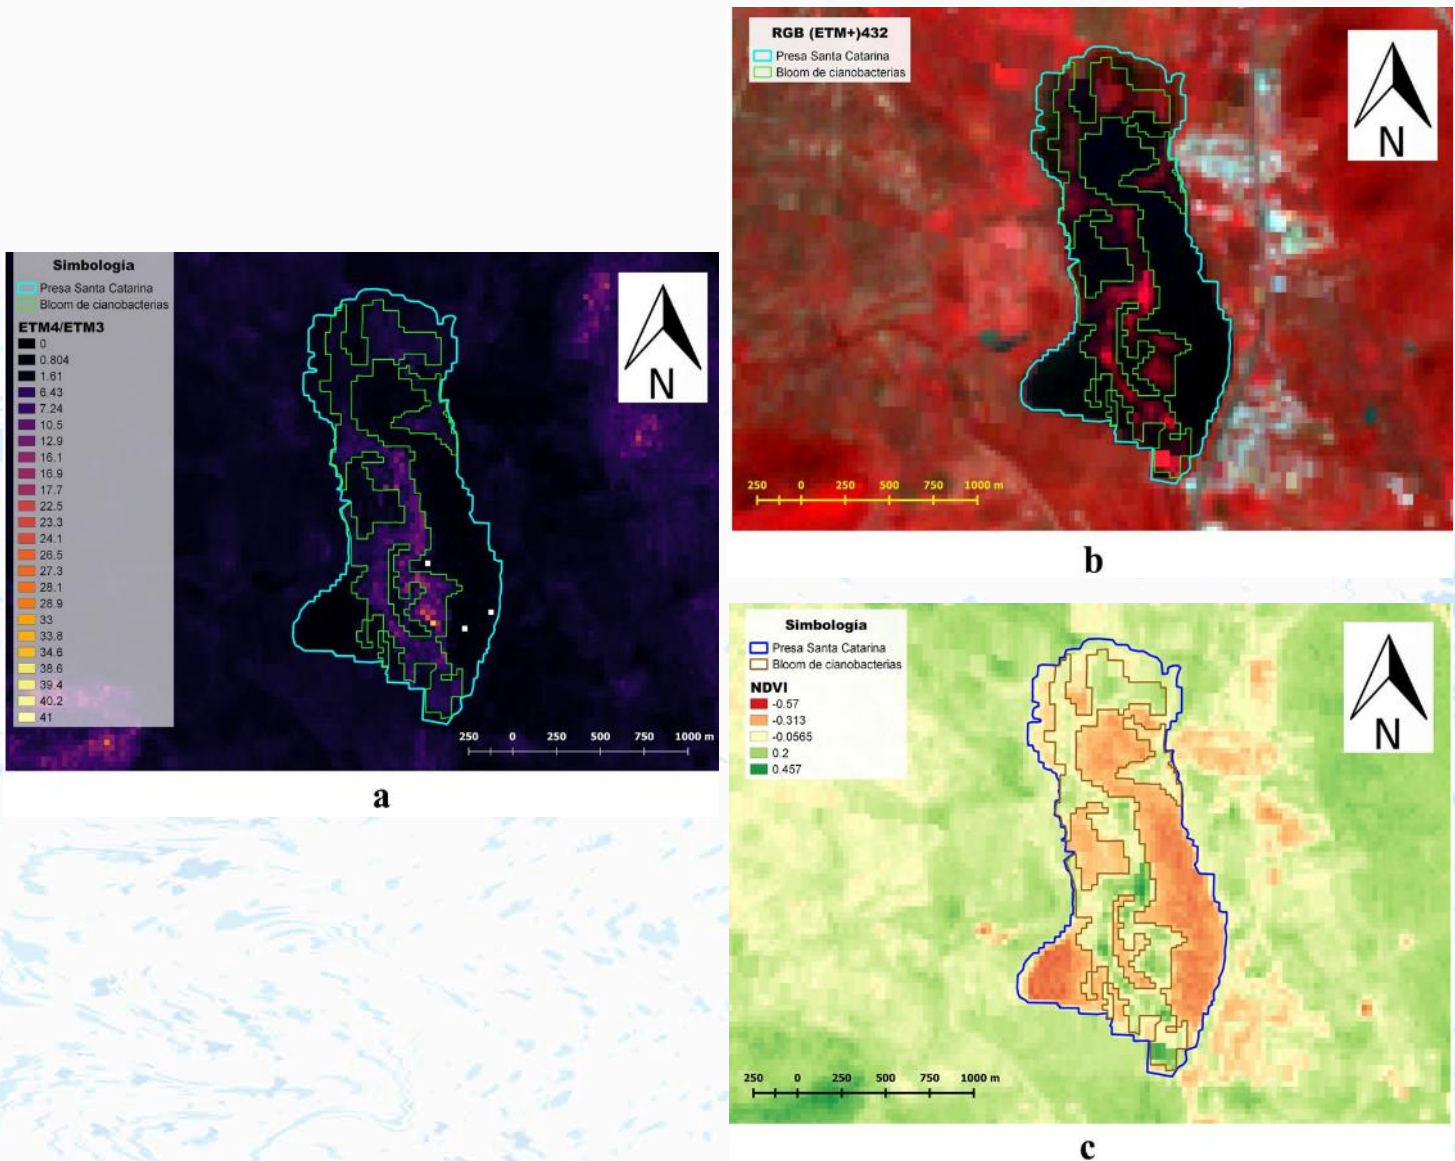 Simbología
Presa Santa Catarina
Bloom de cianobacterias
ETM4/ETM3
0
0.804
1.61
6.43
7.24
10.5
12.9
16.1
16.9
17.7
22.5
23.3
24.1
26.5
27.3
28.1
28.9
33
33.8
34.6
38.6
39.4
40.2
41
N
250 0 250 500 750 1000 m
a
RGB (ETM+)432
Presa Santa Catarina
Bloom de cianobacterias
N
250 0 250 500 750 1000 m
b
Simbología
Presa Santa Catarina
Bloom de cianobacterias
NDVI
-0.57
-0.313
-0.0565
0.2
0.457
N
250 0 250 500 750 1000 m
c